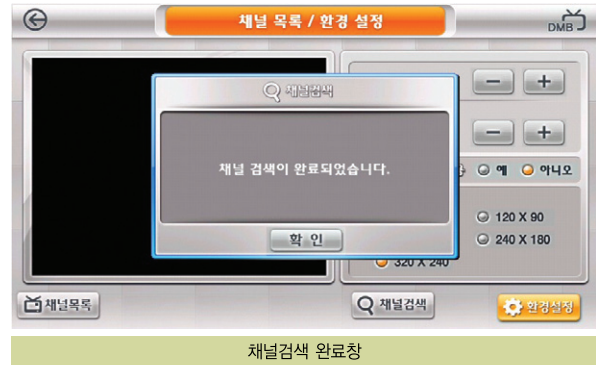 채널 목록 / 환경 설정
DMB
채널검색
채널 검색이 완료되었습니다.
확 인
예 아니오
120 X 90
240 X 180
320 X 240
채널목록
채널검색
환경설정
채널검색 완료창